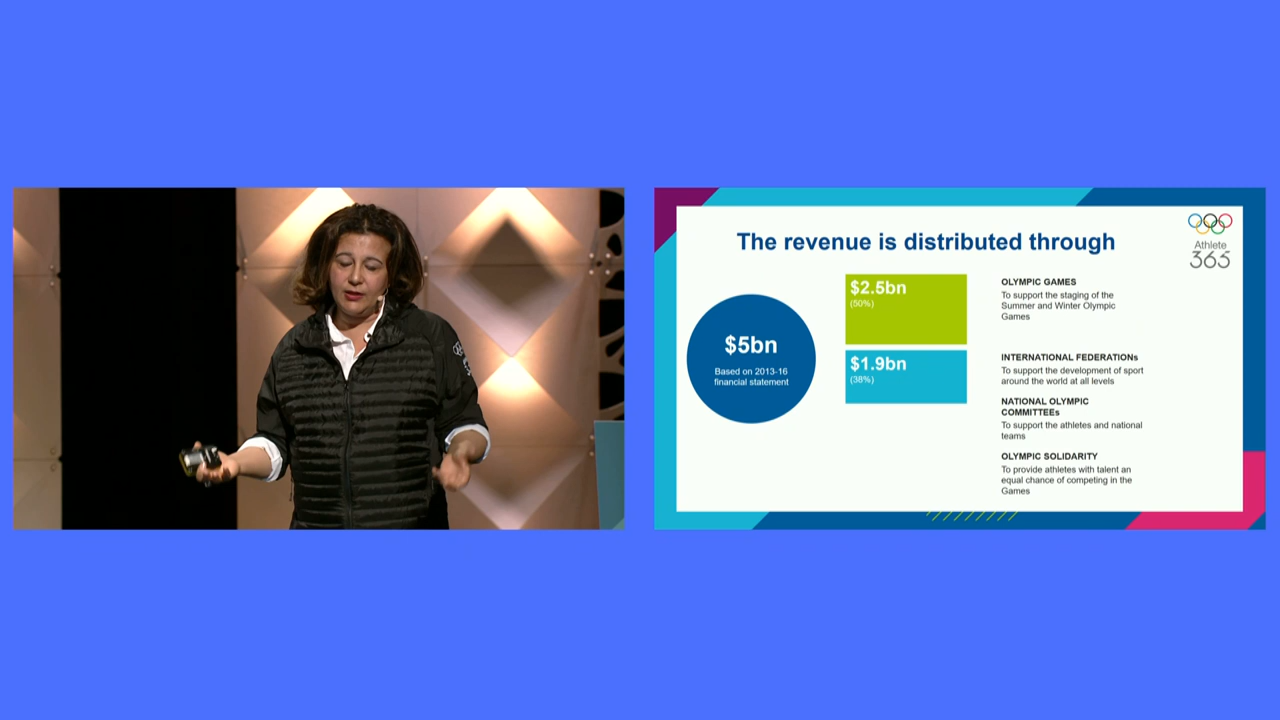 The revenue is distributed through
Athlete
365
$5bn
Based on 2013-16
financial statement
$2.5bn
(50%)
$1.9bn
(38%)
OLYMPIC GAMES
To support the staging of the
Summer and Winter Olympic
Games
INTERNATIONAL FEDERATIONs
To support the development of sport
around the world at all levels
NATIONAL OLYMPIC
COMMITTEEs
To support the athletes and national
teams
OLYMPIC SOLIDARITY
To provide athletes with talent an
equal chance of competing in the
Games